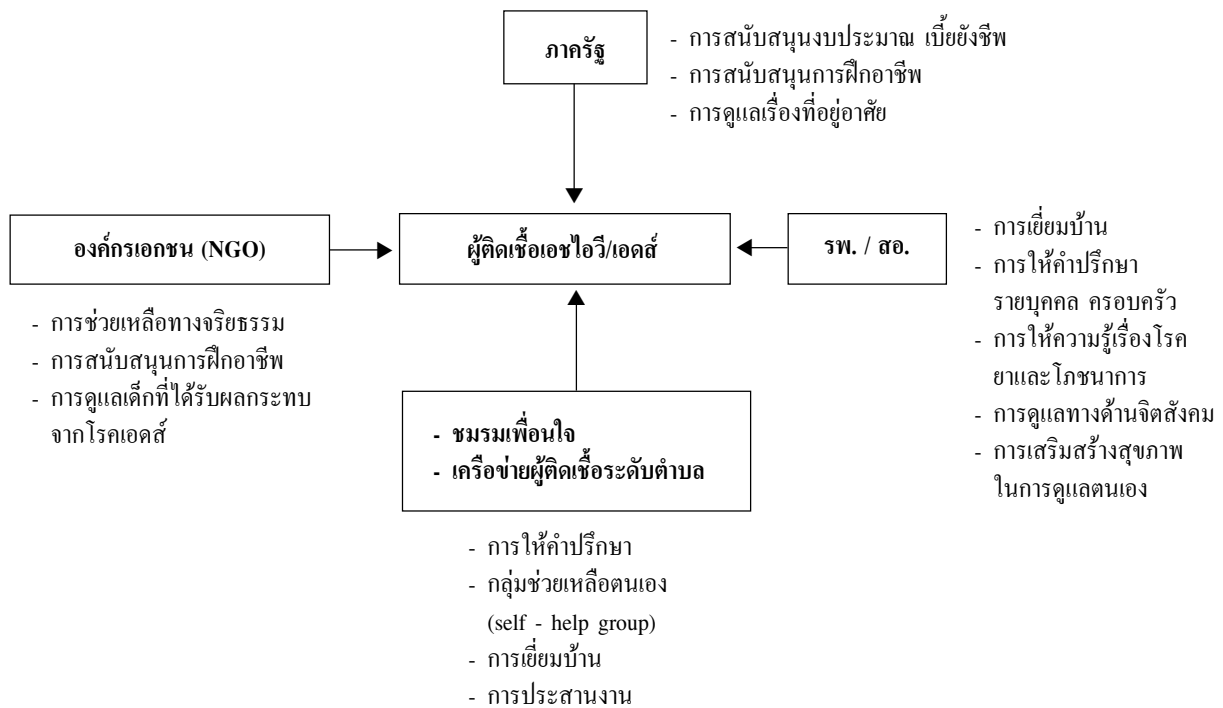 ภาครัฐ
- การสนับสนุนงบประมาณ เบี้ยยังชีพ
- การสนับสนุนการฝึกอาชีพ
- การดูแลเรื่องที่อยู่อาศัย
องค์กรเอกชน (NGO)
- การช่วยเหลือทางจริยธรรม
- การสนับสนุนการฝึกอาชีพ
- การดูแลเด็กที่ได้รับผลกระทบ
จากโรคเอดส์
ผู้ติดเชื้อเอชไอวี/เอดส์
รพ. / สอ.
- การเยี่ยมบ้าน
- การให้คำปรึกษา
รายบุคคล ครอบครัว
- การให้ความรู้เรื่องโรค
ยาและโภชนาการ
- การดูแลทางด้านจิตสังคม
- การเสริมสร้างสุขภาพ
ในการดูแลตนเอง
- ชมรมเพื่อนใจ
- เครือข่ายผู้ติดเชื้อระดับตำบล
- การให้คำปรึกษา
- กลุ่มช่วยเหลือตนเอง
(self - help group)
- การเยี่ยมบ้าน
- การประสานงาน